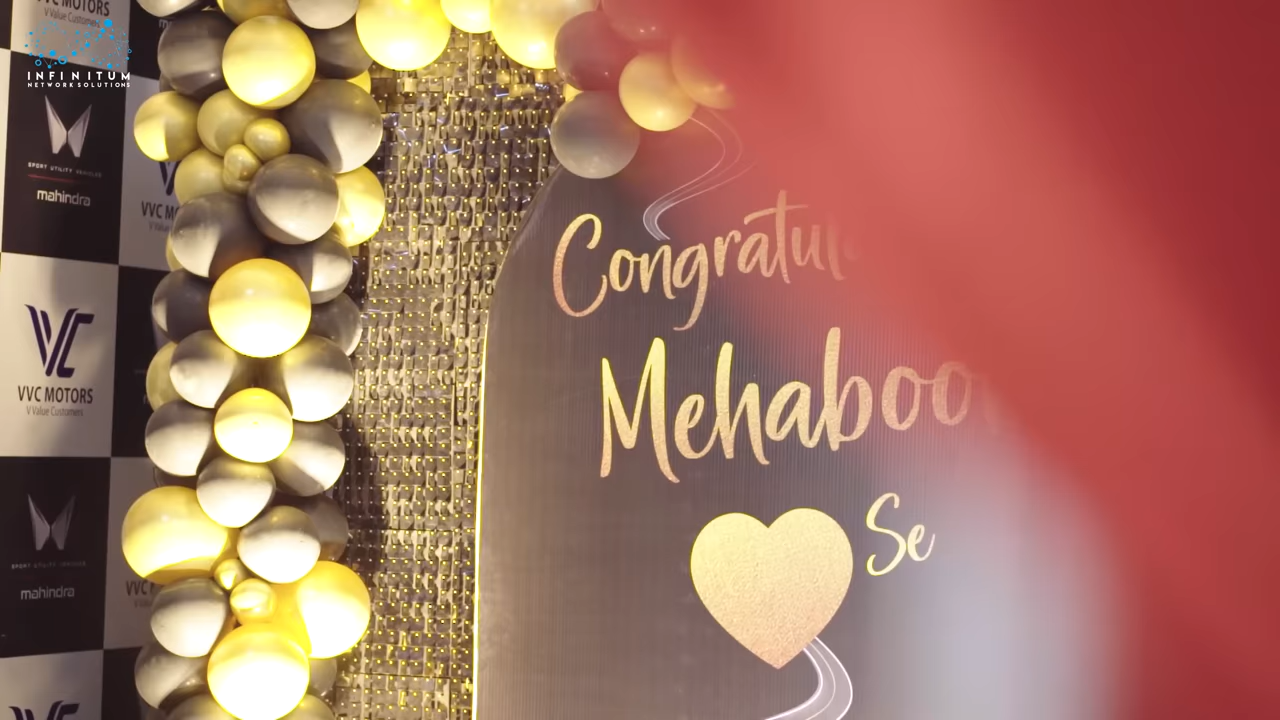 VVC MOTORS
V Value Customers
INFINITUM
NETWORK SOLUTIONS
SPORT UTILITY VEHICLES
mahindra
VVC
VVC MOTORS
V Value Customers
SPORT UTILITY VEHICLES
mahindra
Congratul
Mehaboo
Se